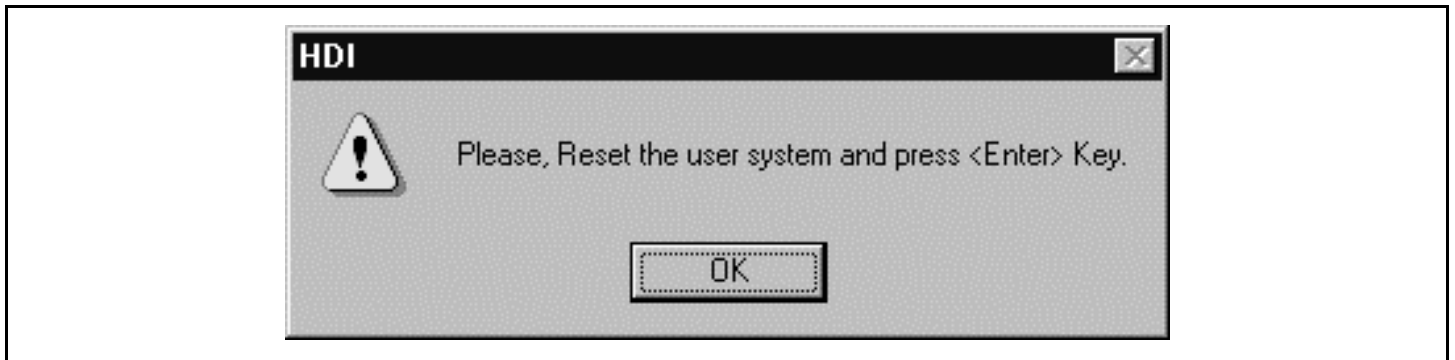 HDI
Please, Reset the user system and press <Enter> Key.
OK